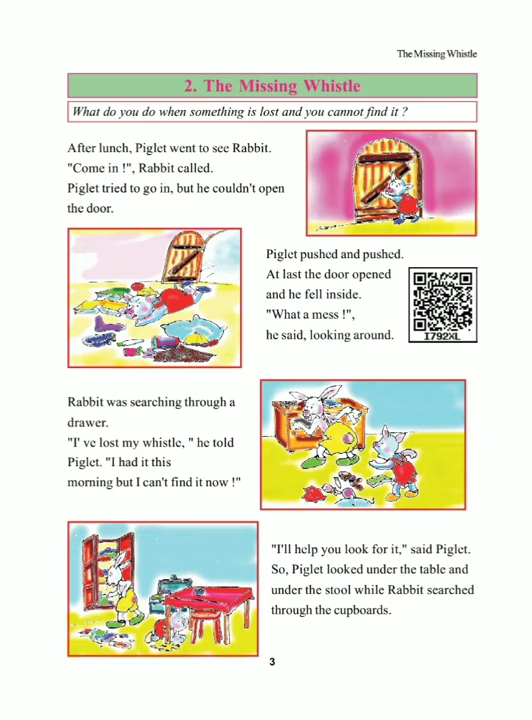 The Missing Whistle
2. The Missing Whistle
What do you do when something is lost and you cannot find it ?
After lunch, Piglet went to see Rabbit.
"Come in !", Rabbit called.
Piglet tried to go in, but he couldn't open
the door.
Piglet pushed and pushed.
At last the door opened
and he fell inside.
"What a mess !",
he said, looking around.
I792XL
Rabbit was searching through a
drawer.
"I' ve lost my whistle, " he told
Piglet. "I had it this
morning but I can't find it now !"
"I'll help you look for it," said Piglet.
So, Piglet looked under the table and
under the stool while Rabbit searched
through the cupboards.
3